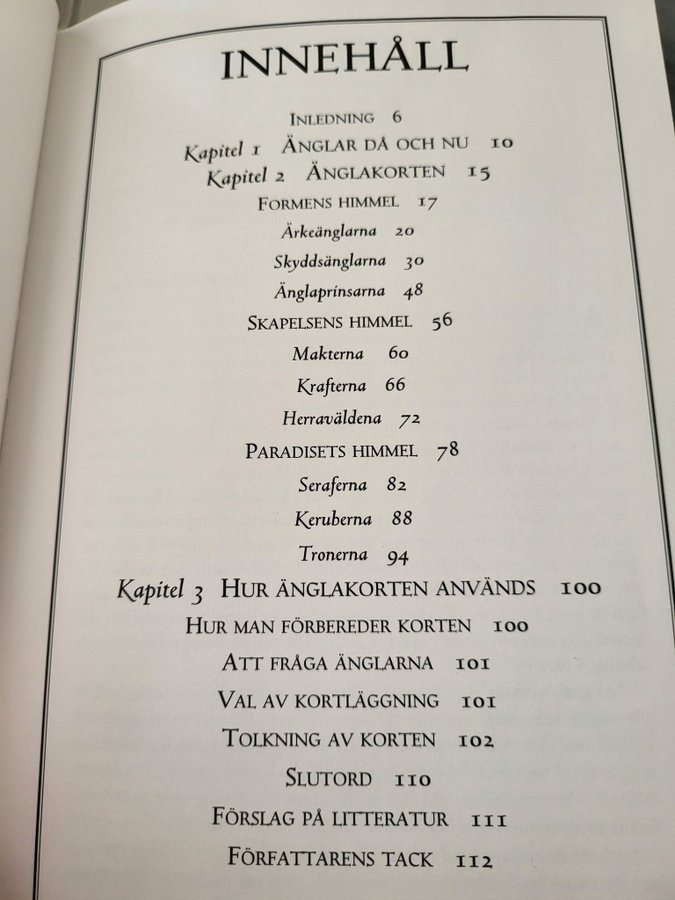 INNEHÅLL
INLEDNING 6
Kapitel 1 ÄNGLAR DÅ OCH NU 10
Kapitel 2 ÄNGLAKORTEN 15
FORMENS HIMMEL 17
Ärkeänglarna 20
Skyddsänglarna 30
Änglaprinsarna 48
SKAPELSENS HIMMEL 56
Makterna 60
Krafterna 66
Herraväldena 72
PARADISETS HIMMEL 78
Seraferna 82
Keruberna 88
Tronerna 94
Kapitel 3 HUR ÄNGLAKORTEN ANVÄNDS 100
HUR MAN FÖRBEREDER KORTEN 100
ATT FRÅGA ÄNGLARNA 101
VAL AV KORTLÄGGNING 101
TOLKNING AV KORTEN 102
SLUTORD 110
FÖRSLAG PÅ LITTERATUR 111
FÖRFATTARENS TACK 112